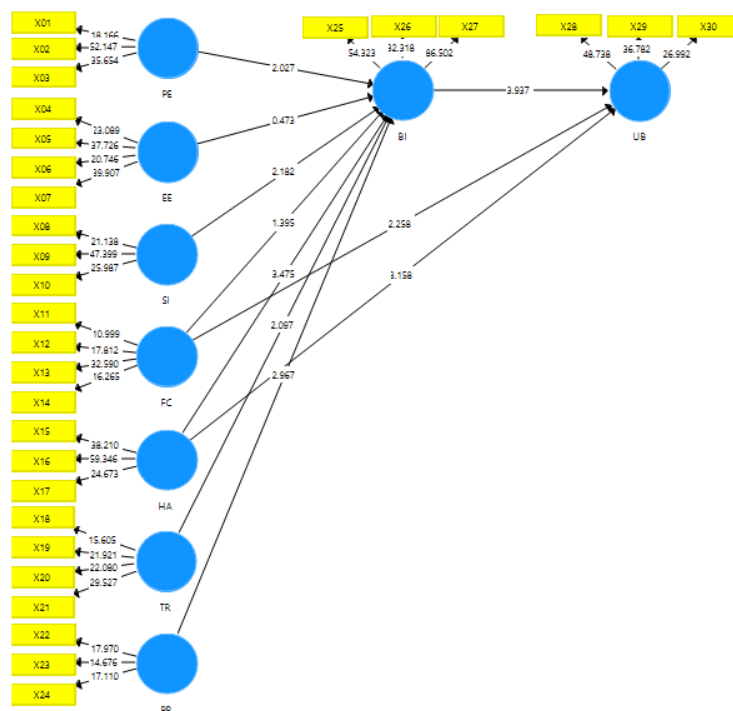 X01
X02
X03
18.166
52.147
35.654
PE
X04
X05
X06
X07
23.089
37.726
20.746
39.907
EE
X08
X09
X10
21.138
47.399
25.987
SI
X11
X12
X13
X14
10.999
17.812
32.590
16.265
FC
X15
X16
X17
38.210
59.346
24.673
HA
X18
X19
X20
X21
15.605
21.921
22.080
29.527
TR
X22
X23
X24
17.970
14.676
17.110
2.027
0.473
2.182
1.395
3.475
2.097
2.967
X25
X26
X27
54.323
32.318
86.502
BI
3.937
2.258
3.158
X28
X29
X30
48.738
36.782
26.992
UB